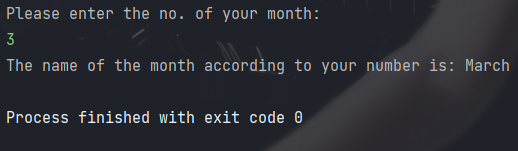 Please enter the no. of your month:
3
The name of the month according to your number is: March
Process finished with exit code 0